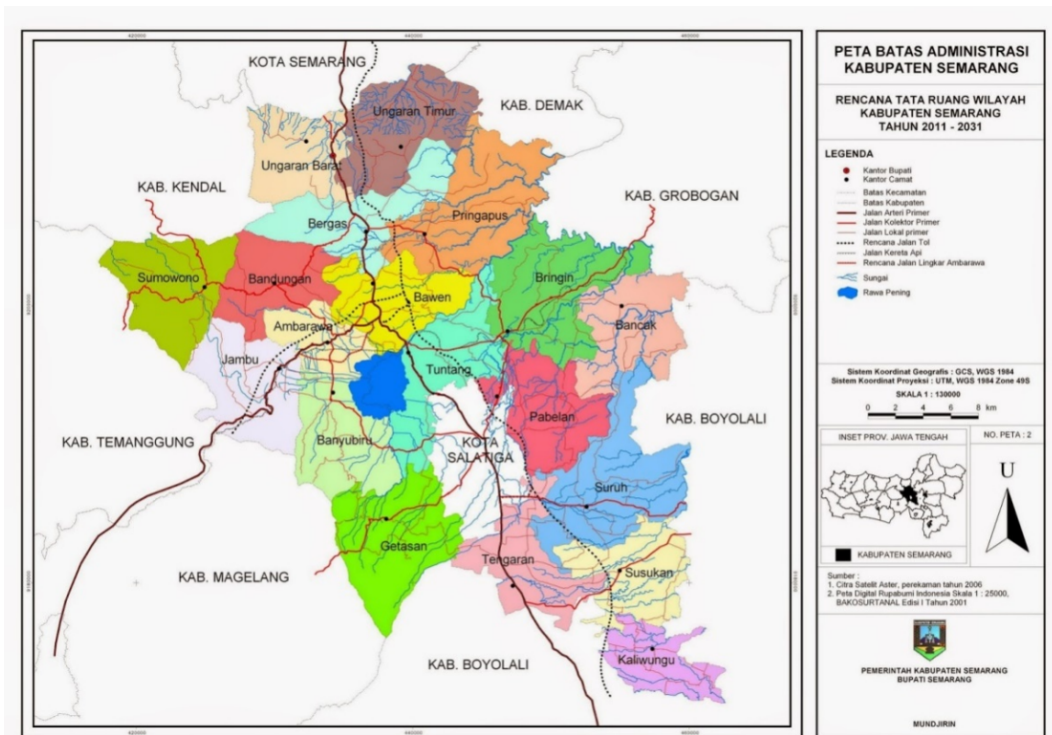 KOTA SEMARANG
KAB. DEMAK
Ungaran Timur
Ungaran Barat
KAB. KENDAL
KAB. GROBOGAN
Pringapus
Bergas
Sumowono
Bandungan
Bringin
Bawen
Ambarawa
Bancak
Jambu
Tuntang
Pabelan
KAB. BOYOLALI
KAB. TEMANGGUNG
Banyubiru
KOTA
SALATIGA
Suruh
Getasan
Tengaran
Susukan
KAB. MAGELANG
KAB. BOYOLALI
Kaliwungu
PETA BATAS ADMINISTRASI
KABUPATEN SEMARANG
RENCANA TATA RUANG WILAYAH
KABUPATEN SEMARANG
TAHUN 2011 - 2031
LEGENDA
Kantor Bupati
Kantor Camat
Batas Kecamatan
Batas Kabupaten
Jalan Arteri Primer
Jalan Kolektor Primer
Jalan Lokal primer
Rencana Jalan Tol
Jalan Kereta Api
Rencana Jalan Lingkar Ambarawa
Sungai
Rawa Pening
Sistem Koordinat Geografis : GCS, WGS 1984
Sistem Koordinat Proyeksi : UTM, WGS 1984 Zone 49S
SKALA 1 : 130000
0 2 4 6 8 km
INSET PROV. JAWA TENGAH
KABUPATEN SEMARANG
NO. PETA : 2
U
Sumber :
1. Citra Satelit Aster, perekaman tahun 2006
2. Peta Digital Rupabumi Indonesia Skala 1 : 25000,
BAKOSURTANAL Edisi I Tahun 2001
PEMERINTAH KABUPATEN SEMARANG
BUPATI SEMARANG
MUNDJIRIN